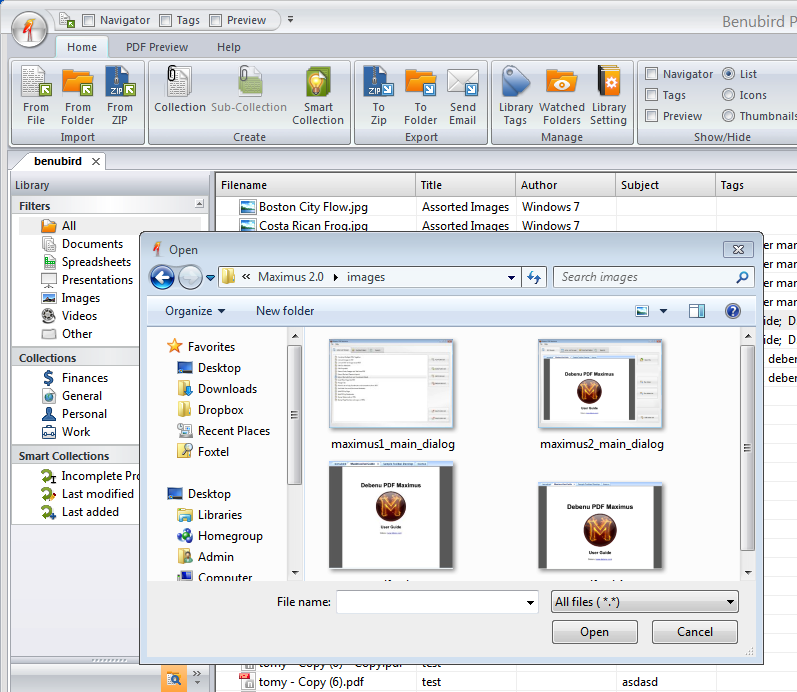 Navigator Tags Preview
Benubird P
Home PDF Preview Help
From File
From Folder
From ZIP
Import
Collection
Sub-Collection
Smart Collection
Create
To Zip
To Folder
Send Email
Export
Library Tags
Watched Folders
Library Setting
Manage
Navigator
Tags
Preview
List
Icons
Thumbnails
Show/Hide
benubird
Library
Filters
All
Documents
Spreadsheets
Presentations
Images
Videos
Other
Collections
Finances
General
Personal
Work
Smart Collections
Incomplete Pro
Last modified
Last added
Filename Title Author Subject Tags
Boston City Flow.jpg Assorted Images Windows 7
Costa Rican Frog.jpg Assorted Images Windows 7
er mar
er mar
er mar
er mar
ide; D
ide; D
deben
deben
Open
« Maximus 2.0 images
Search images
Organize New folder
Favorites
Desktop
Downloads
Dropbox
Recent Places
Foxtel
Desktop
Libraries
Homegroup
Admin
Computer
Debenu PDF Maximus
User Guide
maximus1_main_dialog
maximus2_main_dialog
Debenu PDF Maximus
User Guide
Debenu PDF Maximus
User Guide
File name:
All files (*.*)
Open Cancel
tomy - Copy (6) - Copy.pdf test
tomy - Copy (6).pdf test asdasd